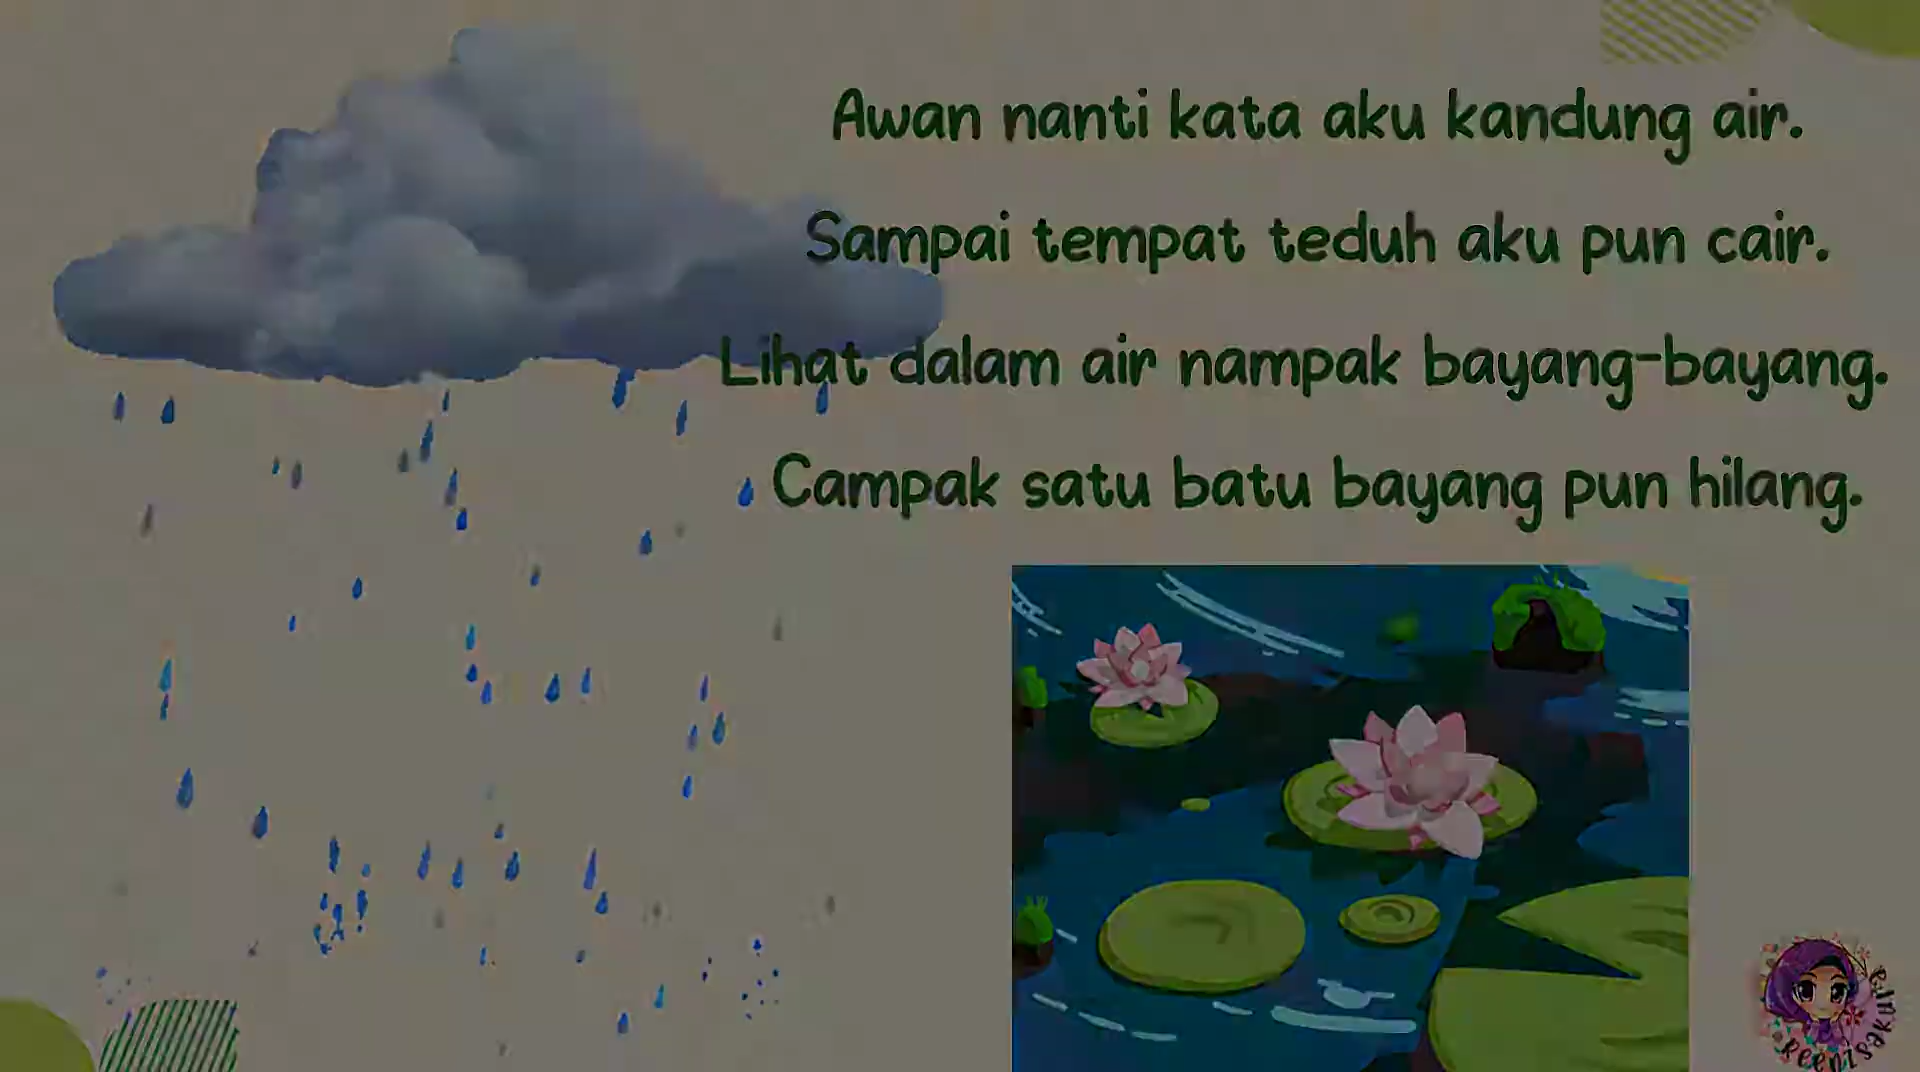 Awan nanti kata aku kandung air.
Sampai tempat teduh aku pun cair.
Lihat dalam air nampak bayang-bayang.
Campak satu batu bayang pun hilang.